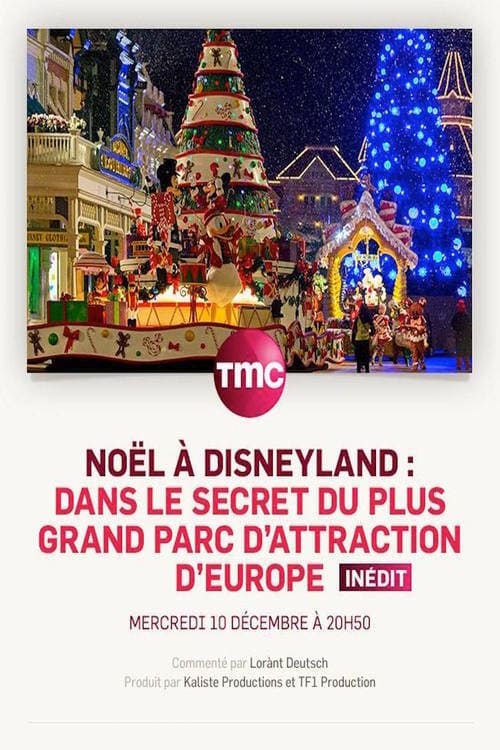 TMC
NOËL À DISNEYLAND :
DANS LE SECRET DU PLUS
GRAND PARC D'ATTRACTION
D'EUROPE INÉDIT
MERCREDI 10 DÉCEMBRE À 20H50
Commenté par Lorànt Deutsch
Produit par Kaliste Productions et TF1 Production